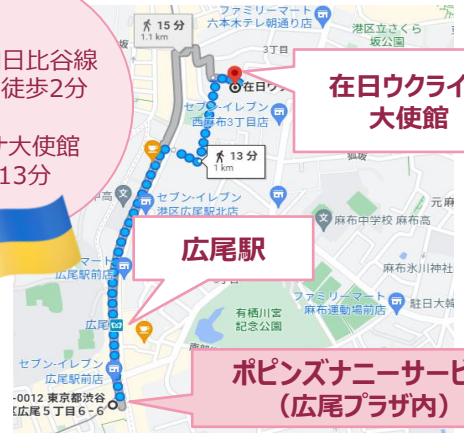 日比谷線
徒歩2分
大使館
13分
15 分
1.1 km
ファミリーマート
六本木テレ朝通り店
港区立さくら
坂公園
3丁目
在日ウク
在日ウクライ
大使館
セブン-イレブン
西麻布3丁目店
13 分
1 km
狐坂
セブン-イレブン
港区広尾駅北店
元麻
麻布中学校 麻布高
広尾駅
マート
広尾駅前店
麻布氷川神社
ファミリーマート
麻布運動場前店
駐日大韓
有栖川宮
記念公園
広尾
セブン-イレブン
広尾駅前店
ポピンズナニーサービ
（広尾プラザ内）
-0012 東京都渋谷
区広尾5丁目6-6